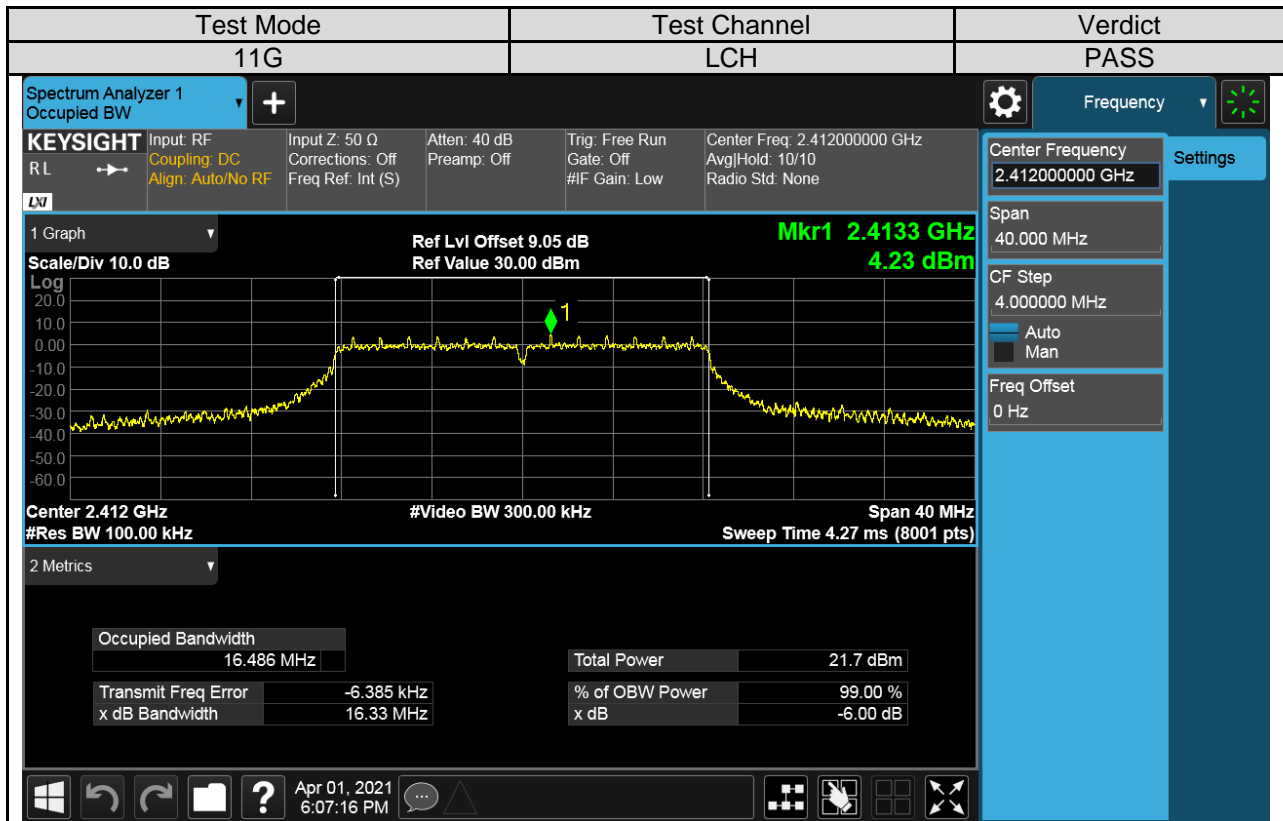 Test Mode Test Channel Verdict
11G LCH PASS
Spectrum Analyzer 1
Occupied BW
+
Frequency
KEYSIGHT
RL
LXI
Input: RF
Coupling: DC
Align: Auto/No RF
Input Z: 50 Ω
Corrections: Off
Freq Ref: Int (S)
Atten: 40 dB
Preamp: Off
Trig: Free Run
Gate: Off
#IF Gain: Low
Center Freq: 2.412000000 GHz
Avg|Hold: 10/10
Radio Std: None
Center Frequency
2.412000000 GHz
Settings
Span
40.000 MHz
CF Step
4.000000 MHz
Auto
Man
Freq Offset
0 Hz
1 Graph
Scale/Div 10.0 dB
Ref Lvl Offset 9.05 dB
Ref Value 30.00 dBm
Mkr1 2.4133 GHz
4.23 dBm
Log
20.0
10.0
0.00
-10.0
-20.0
-30.0
-40.0
-50.0
-60.0
1
Center 2.412 GHz
#Res BW 100.00 kHz
#Video BW 300.00 kHz
Span 40 MHz
Sweep Time 4.27 ms (8001 pts)
2 Metrics
Occupied Bandwidth
16.486 MHz
Total Power 21.7 dBm
Transmit Freq Error -6.385 kHz
% of OBW Power 99.00 %
x dB Bandwidth 16.33 MHz
x dB -6.00 dB
?
Apr 01, 2021
6:07:16 PM